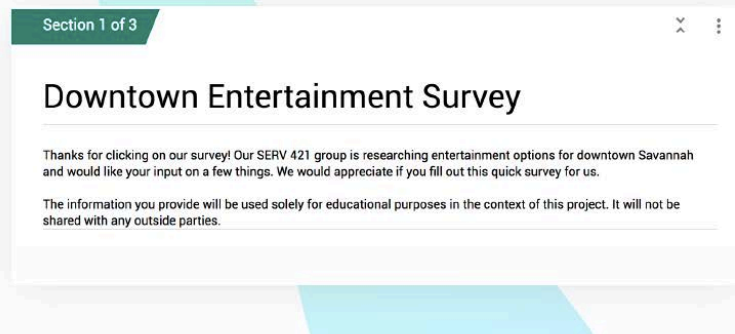 Section 1 of 3
Downtown Entertainment Survey
Thanks for clicking on our survey! Our SERV 421 group is researching entertainment options for downtown Savannah
and would like your input on a few things. We would appreciate if you fill out this quick survey for us.
The information you provide will be used solely for educational purposes in the context of this project. It will not be
shared with any outside parties.